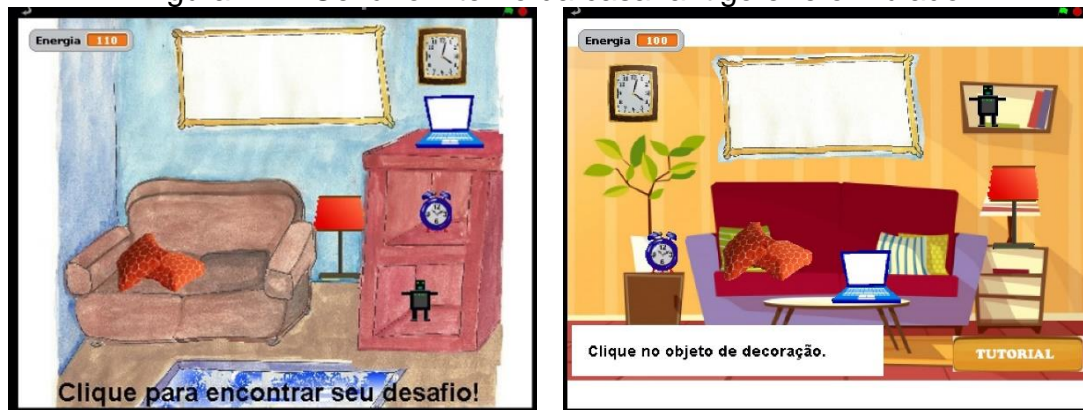 Energia 110
Clique para encontrar seu desafio!
Energia 100
Clique no objeto de decoração.
TUTORIAL